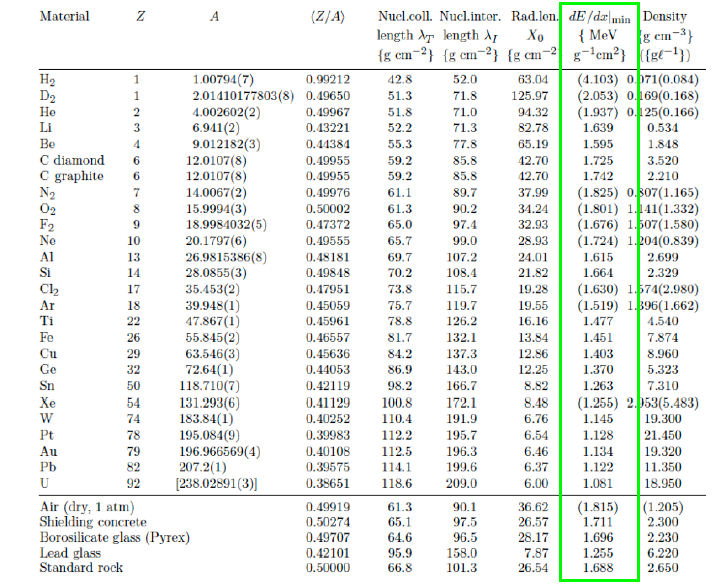 Material Z A ⟨Z/A⟩ Nucl.coll. Nucl.inter. Rad.len. dE/dx|min Density
length λT length λI X0 { MeV {g cm−3}
{g cm−2} {g cm−2} {g cm−2 g−1cm2} ({gℓ−1})
H2 1 1.00794(7) 0.99212 42.8 52.0 63.04 (4.103) 0.071(0.084)
D2 1 2.01410177803(8) 0.49650 51.3 71.8 125.97 (2.053) 0.169(0.168)
He 2 4.002602(2) 0.49967 51.8 71.0 94.32 (1.937) 0.125(0.166)
Li 3 6.941(2) 0.43221 52.2 71.3 82.78 1.639 0.534
Be 4 9.012182(3) 0.44384 55.3 77.8 65.19 1.595 1.848
C diamond 6 12.0107(8) 0.49955 59.2 85.8 42.70 1.725 3.520
C graphite 6 12.0107(8) 0.49955 59.2 85.8 42.70 1.742 2.210
N2 7 14.0067(2) 0.49976 61.1 89.7 37.99 (1.825) 0.807(1.165)
O2 8 15.9994(3) 0.50002 61.3 90.2 34.24 (1.801) 1.141(1.332)
F2 9 18.9984032(5) 0.47372 65.0 97.4 32.93 (1.676) 1.507(1.580)
Ne 10 20.1797(6) 0.49555 65.7 99.0 28.93 (1.724) 1.204(0.839)
Al 13 26.9815386(8) 0.48181 69.7 107.2 24.01 1.615 2.699
Si 14 28.0855(3) 0.49848 70.2 108.4 21.82 1.664 2.329
Cl2 17 35.453(2) 0.47951 73.8 115.7 19.28 (1.630) 1.574(2.980)
Ar 18 39.948(1) 0.45059 75.7 119.7 19.55 (1.519) 1.396(1.662)
Ti 22 47.867(1) 0.45961 78.8 126.2 16.16 1.477 4.540
Fe 26 55.845(2) 0.46557 81.7 132.1 13.84 1.451 7.874
Cu 29 63.546(3) 0.45636 84.2 137.3 12.86 1.403 8.960
Ge 32 72.64(1) 0.44053 86.9 143.0 12.25 1.370 5.323
Sn 50 118.710(7) 0.42119 98.2 166.7 8.82 1.263 7.310
Xe 54 131.293(6) 0.41129 100.8 172.1 8.48 (1.255) 2.953(5.483)
W 74 183.84(1) 0.40252 110.4 191.9 6.76 1.145 19.300
Pt 78 195.084(9) 0.39983 112.2 195.7 6.54 1.128 21.450
Au 79 196.966569(4) 0.40108 112.5 196.3 6.46 1.134 19.320
Pb 82 207.2(1) 0.39575 114.1 199.6 6.37 1.122 11.350
U 92 [238.02891(3)] 0.38651 118.6 209.0 6.00 1.081 18.950
Air (dry, 1 atm) 0.49919 61.3 90.1 36.62 (1.815) (1.205)
Shielding concrete 0.50274 65.1 97.5 26.57 1.711 2.300
Borosilicate glass (Pyrex) 0.49707 64.6 96.5 28.17 1.696 2.230
Lead glass 0.42101 95.9 158.0 7.87 1.255 6.220
Standard rock 0.50000 66.8 101.3 26.54 1.688 2.650